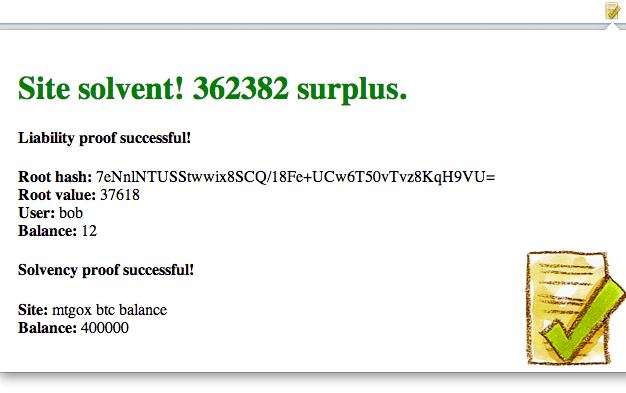 Site solvent! 362382 surplus.
Liability proof successful!
Root hash: 7eNnlNTUSStwwix8SCQ/18Fe+UCw6T50vTvz8KqH9VU=
Root value: 37618
User: bob
Balance: 12
Solvency proof successful!
Site: mtgox btc balance
Balance: 400000